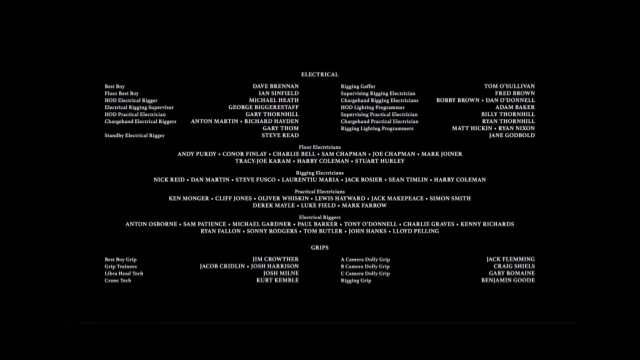 ELECTRICAL
Best Boy DAVE BRENNAN Rigging Gaffer TOM O'SULLIVAN
Floor Best Boy IAN SINFIELD Supervising Rigging Electrician FRED BROWN
HOD Electrical Rigger MICHAEL HEATH Chargehand Rigging Electricians BOBBY BROWN • DAN O'DONNELL
Electrical Rigging Supervisor GEORGE BIGGERESTAFF HOD Lighting Programmer ADAM BAKER
HOD Practical Electrician GARY THORNHILL Supervising Practical Electrician BILLY THORNHILL
Chargehand Electrical Riggers ANTON MARTIN • RICHARD HAYDEN Chargehand Practical Electrician RYAN THORNHILL
GARY THOM Rigging Lighting Programmers MATT HICKIN • RYAN NIXON
Standby Electrical Rigger STEVE READ JANE GODBOLD
Floor Electricians
ANDY PURDY • CONOR FINLAY • CHARLIE BELL • SAM CHAPMAN • JOE CHAPMAN • MARK JOINER
TRACY-JOE KARAM • HARRY COLEMAN • STUART HURLEY
Rigging Electricians
NICK REID • DAN MARTIN • STEVE FUSCO • LAURENTIU MARIA • JACK ROSIER • SEAN TIMLIN • HARRY COLEMAN
Practical Electricians
KEN MONGER • CLIFF JONES • OLIVER WHISKIN • LEWIS HAYWARD • JACK MAKEPEACE • SIMON SMITH
DEREK MAYLE • LUKE FIELD • MARK FARROW
Electrical Riggers
ANTON OSBORNE • SAM PATIENCE • MICHAEL GARDNER • PAUL BARKER • TONY O'DONNELL • CHARLIE GRAVES • KENNY RICHARDS
RYAN FALLON • SONNY RODGERS • TOM BUTLER • JOHN HANKS • LLOYD PELLING
GRIPS
Best Boy Grip JIM CROWTHER A Camera Dolly Grip JACK FLEMMING
Grip Trainees JACOB CRIDLIN • JOSH HARRISON B Camera Dolly Grip CRAIG SHIELS
Libra Head Tech JOSH MILNE C Camera Dolly Grip GARY ROMAINE
Crane Tech KURT KEMBLE Rigging Grip BENJAMIN GOODE